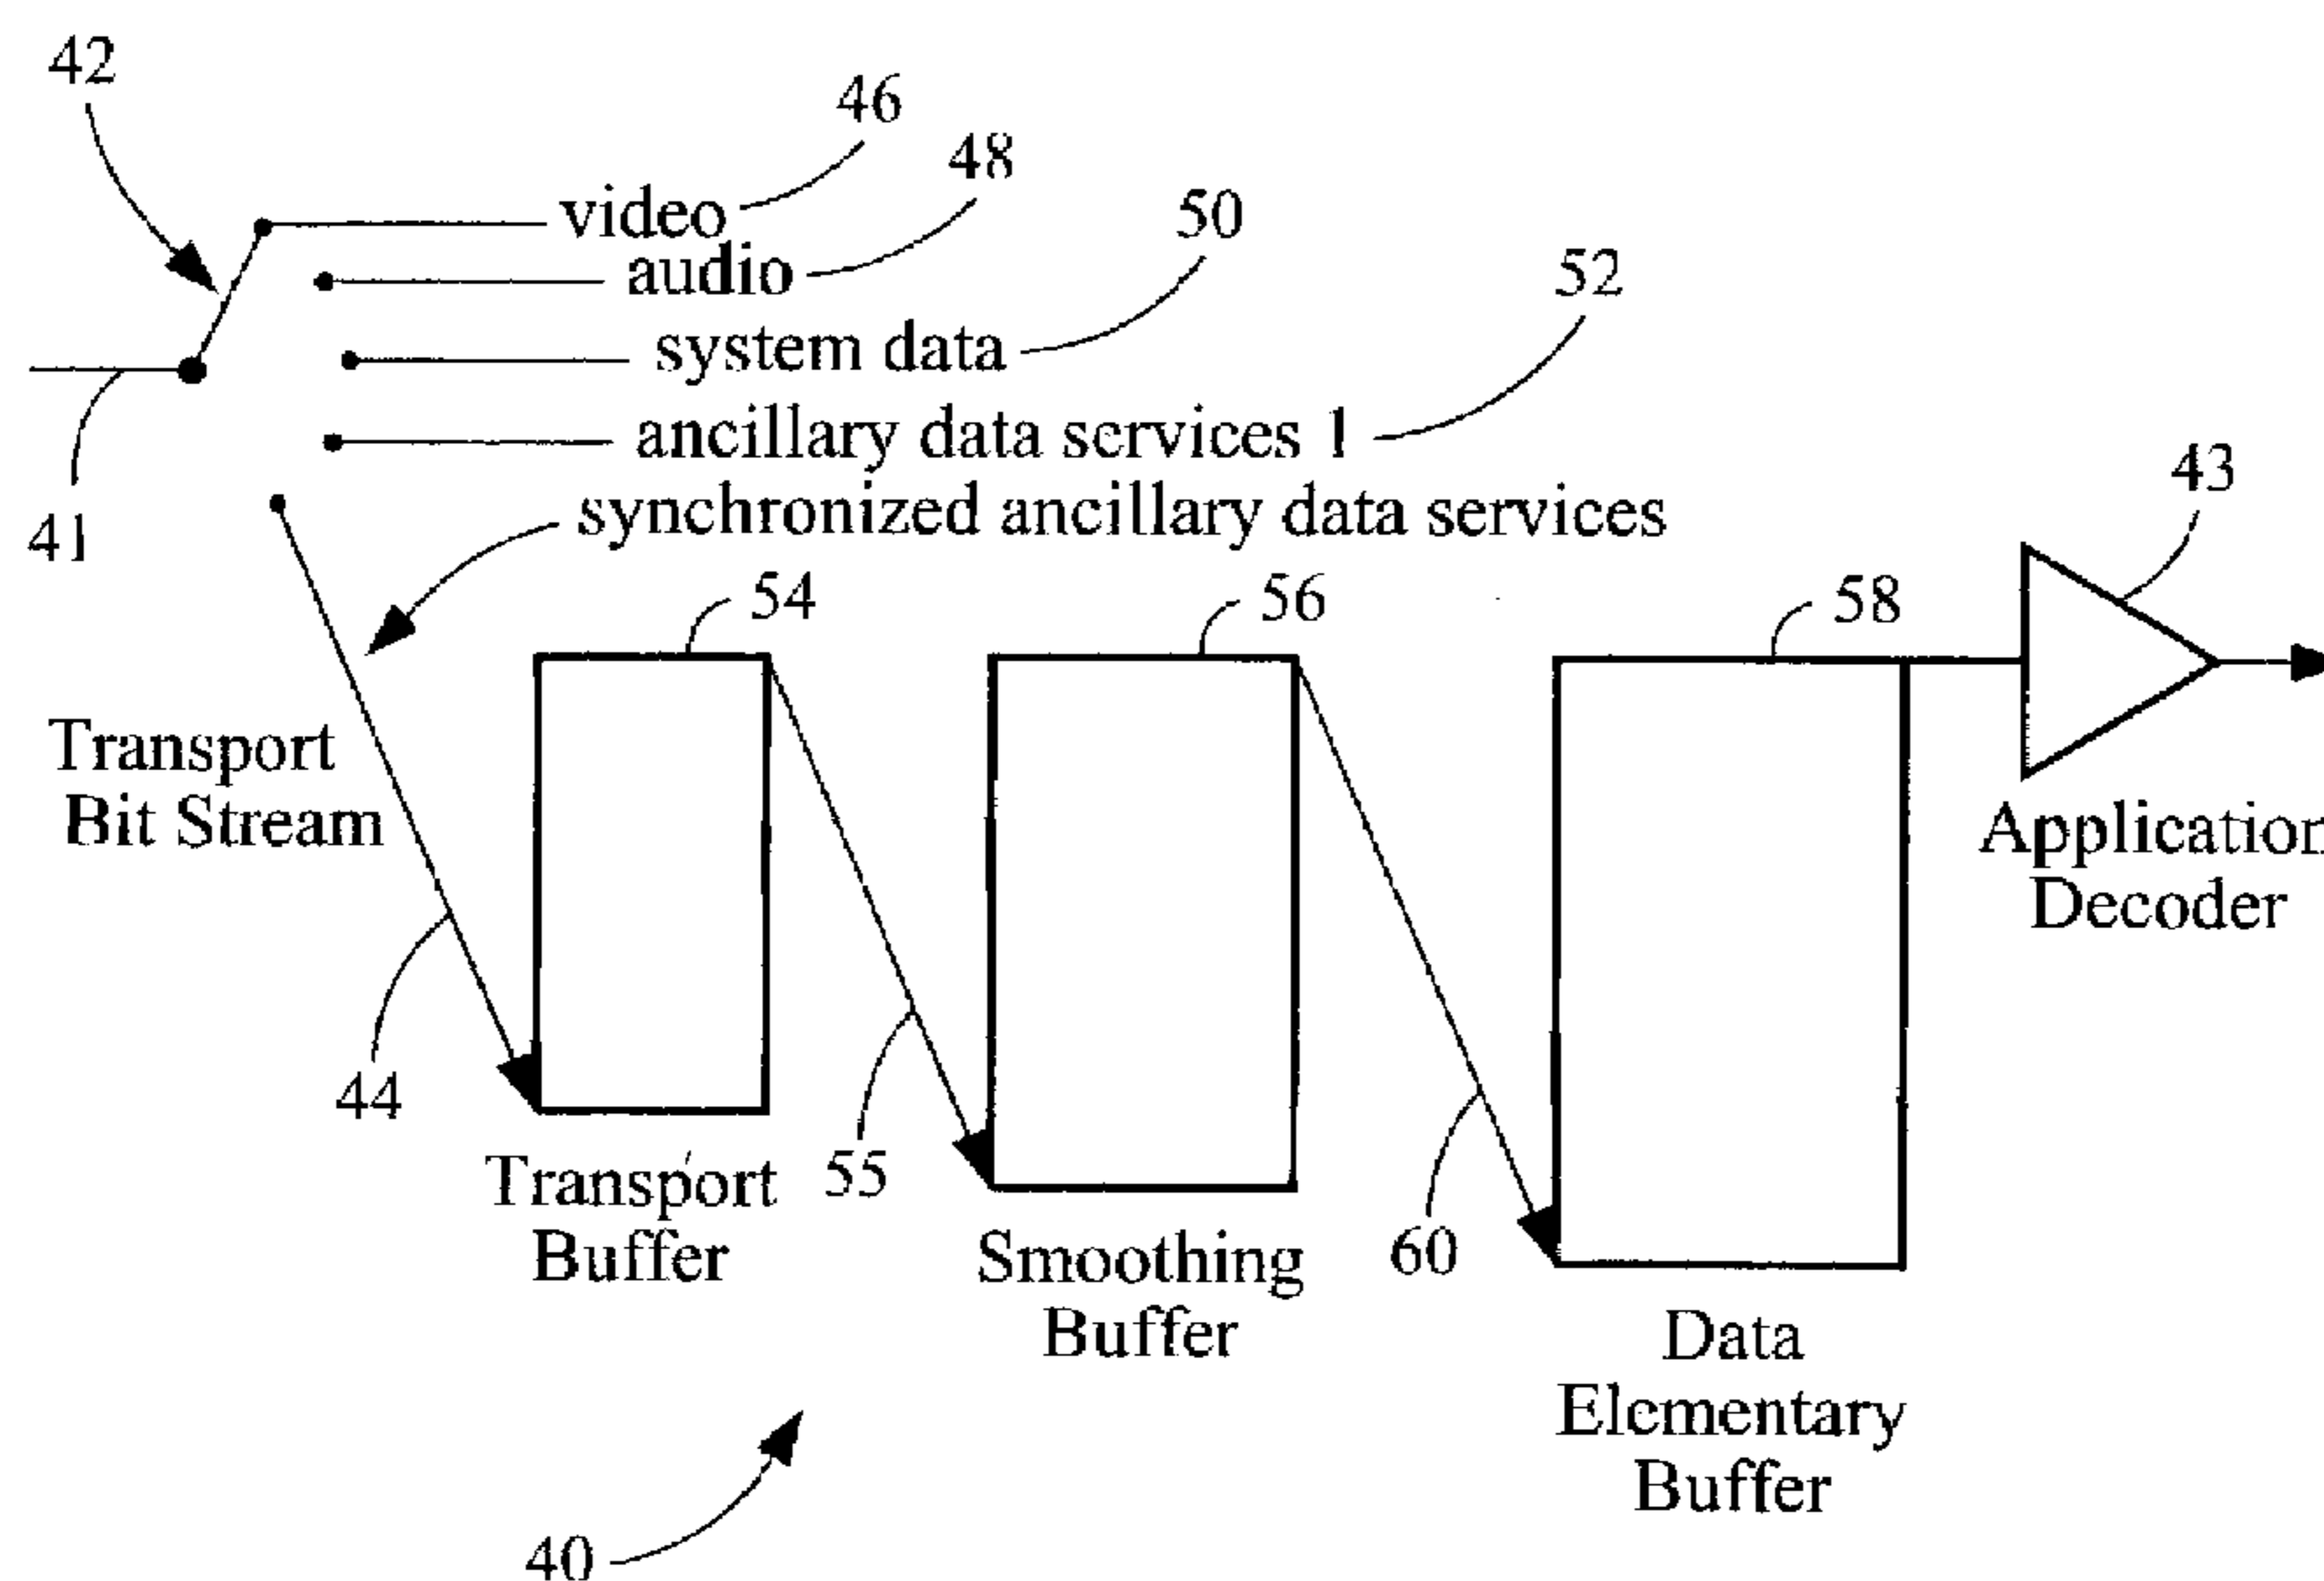 42
46
48
video
50
audio
52
system data
ancillary data services 1
43
41
synchronized ancillary data services
54
56
58
Transport
Bit Stream
Application
Decoder
44
Transport
Buffer
55
Smoothing
Buffer
60
Data
Elementary
Buffer
40